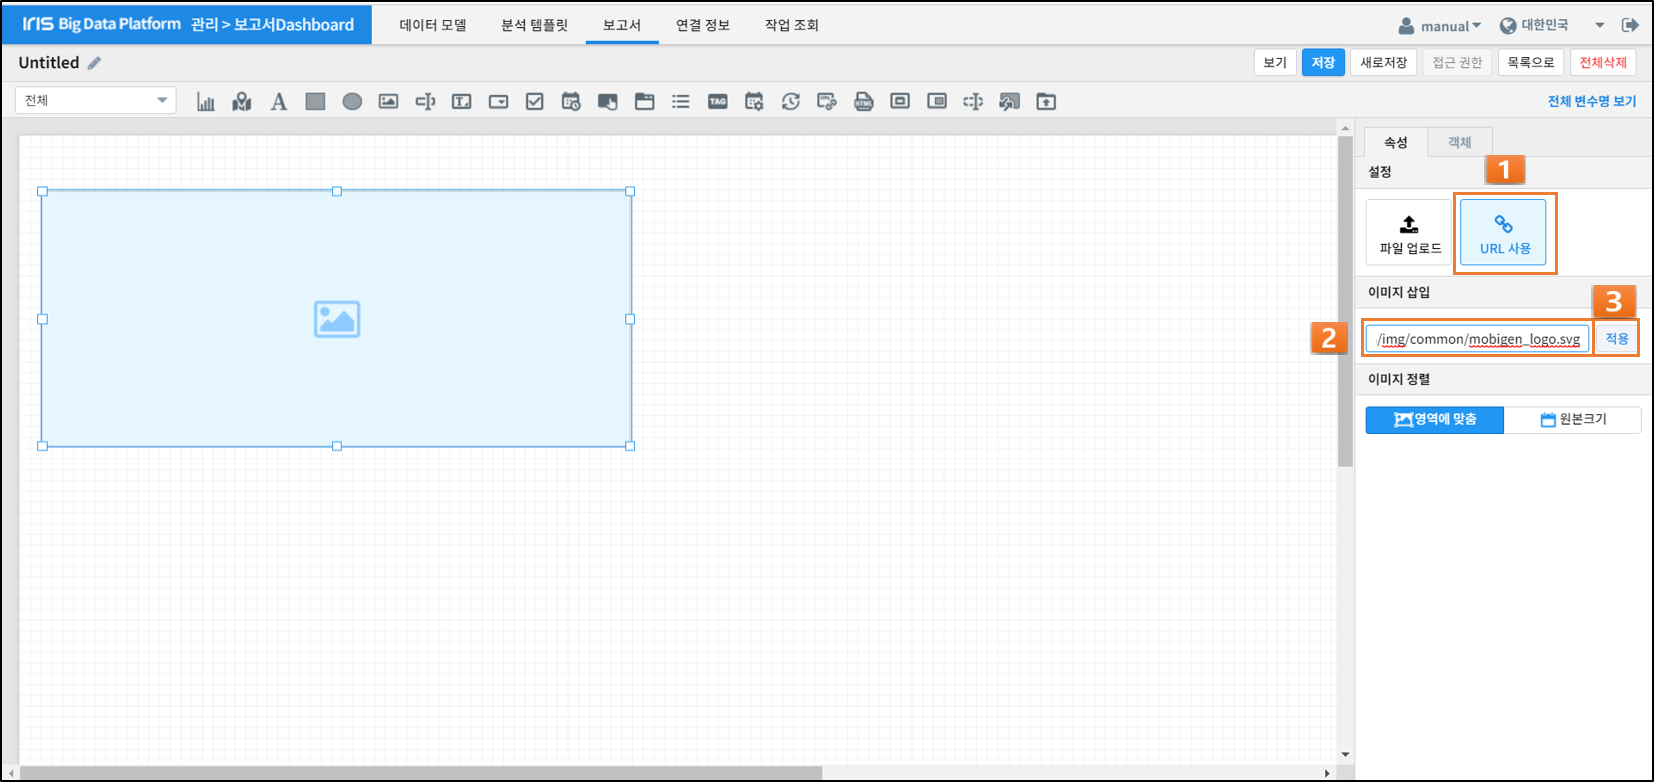 IRIS Big Data Platform 관리 > 보고서Dashboard 데이터 모델 분석 템플릿 보고서 연결 정보 작업 조회 manual 대한민국
Untitled 보기 저장 새로저장 접근 권한 목록으로 전체삭제
전체 A T TAG HTML 전체 변수명 보기
속성 객체
설정 1
파일 업로드 URL 사용
이미지 삽입 3
2 /img/common/mobigen_logo.svg 적용
이미지 정렬
영역에 맞춤 원본크기